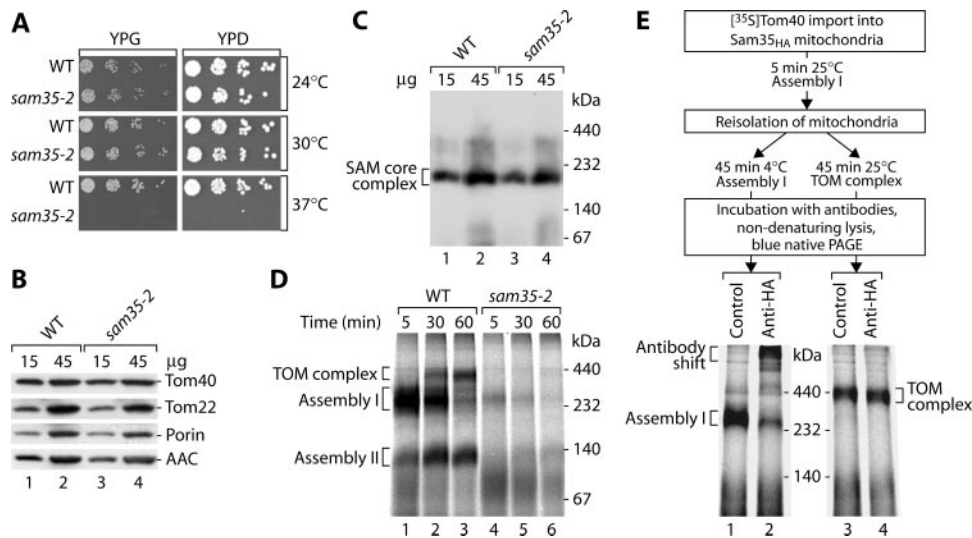 A
YPG YPD
WT
sam35-2
24°C
WT
sam35-2
30°C
WT
sam35-2
37°C
B
WT sam35-2
15 45 15 45 µg
Tom40
Tom22
Porin
AAC
1 2 3 4
C
WT sam35-2
µg 15 45 15 45
kDa
- 440
- 232
- 140
- 67
SAM core
complex
1 2 3 4
D
WT sam35-2
Time (min) 5 30 60 5 30 60
kDa
- 440
- 232
- 140
- 67
TOM complex
Assembly I
Assembly II
1 2 3 4 5 6
E
[³⁵S]Tom40 import into
Sam35HA mitochondria
5 min 25°C
Assembly I
Reisolation of mitochondria
45 min 4°C
Assembly I
45 min 25°C
TOM complex
Incubation with antibodies,
non-denaturing lysis,
blue native PAGE
Control Anti-HA Control Anti-HA
Antibody
shift
kDa
- 440
- 232
- 140
Assembly I
TOM
complex
1 2 3 4